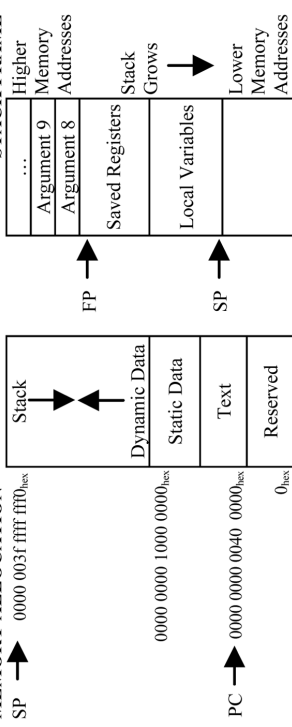 SP 0000 003f ffff fff0hex
Stack
Dynamic Data
0000 0000 1000 0000hex
Static Data
PC 0000 0000 0040 0000hex
Text
0hex
Reserved
...
Higher
Memory
Addresses
Argument 9
Argument 8
FP
Saved Registers
Stack
Grows
Local Variables
SP
Lower
Memory
Addresses